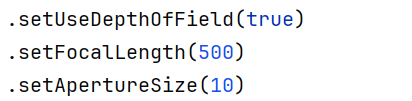 .setUseDepthOfField(true)
.setFocalLength(500)
.setApertureSize(10)